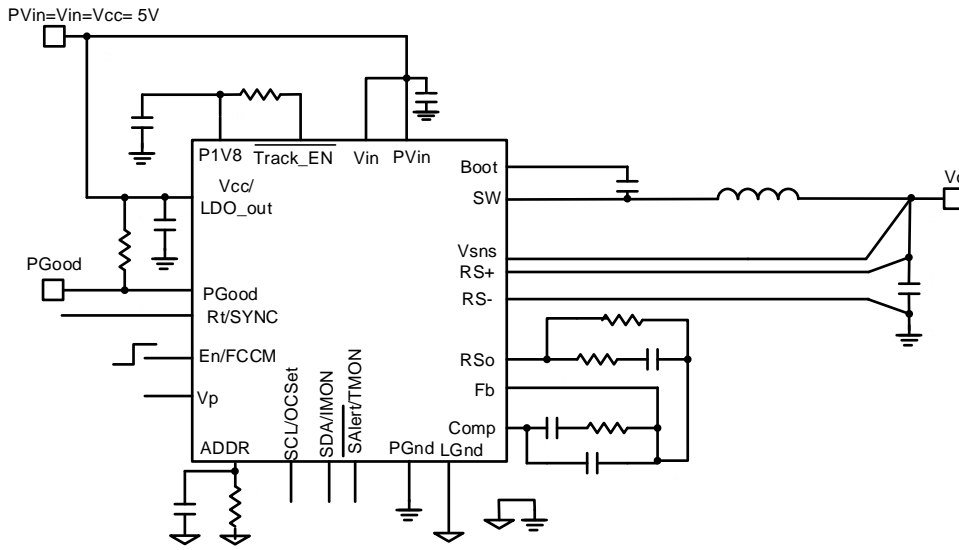 PVin=Vin=Vcc= 5V
P1V8
Track_EN
Vin
PVin
Vcc/
LDO_out
Boot
SW
Vsns
RS+
RS-
PGood
PGood
Rt/SYNC
En/FCCM
Vp
RSo
Fb
Comp
ADDR
SCL/OCSet
SDA/IMON
SAlert/TMON
PGnd
LGnd